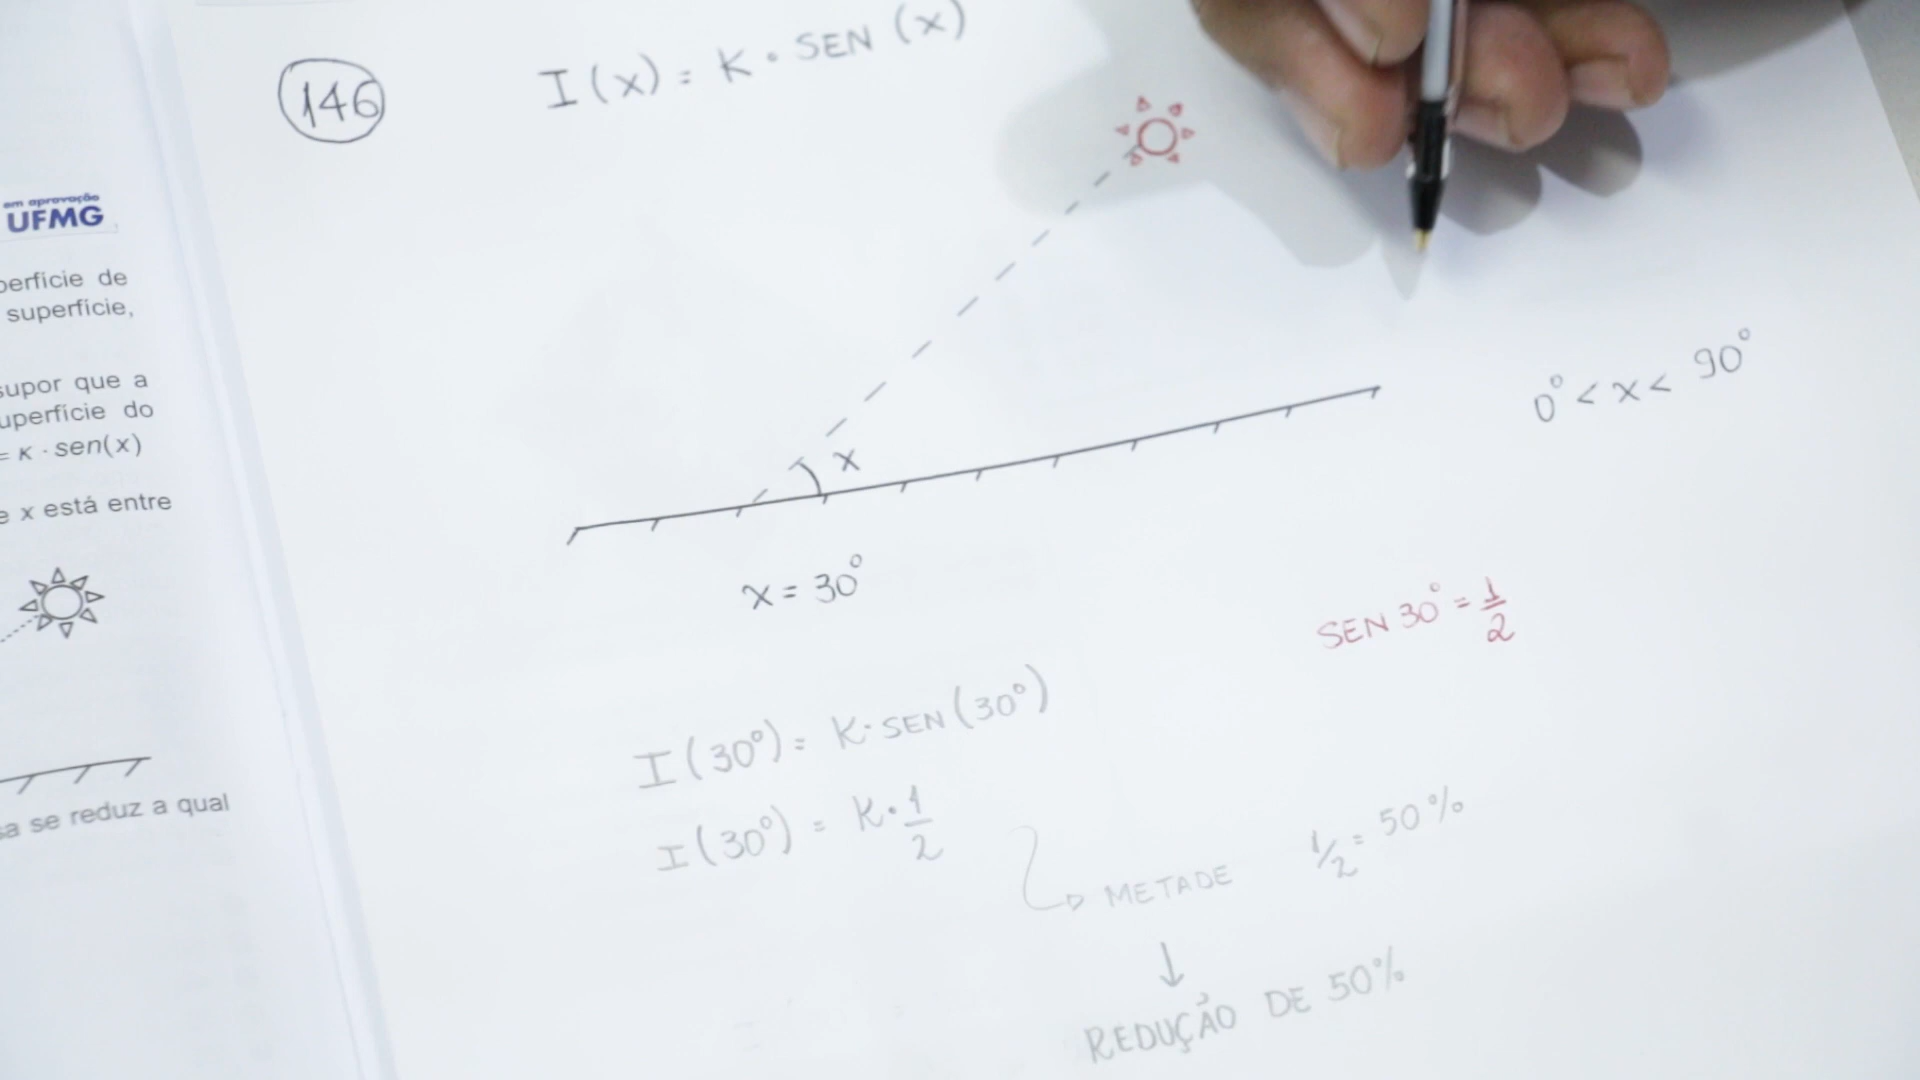 em aprovação
UFMG
perfície de
superfície,
supor que a
uperfície do
= k · sen(x)
e x está entre
sa se reduz a qual
146
I(x) = K · SEN (x)
x
0° < x < 90°
x = 30°
SEN 30° = 1/2
I(30°) = K · SEN(30°)
I(30°) = K · 1/2
METADE
1/2 = 50%
REDUÇÃO DE 50%